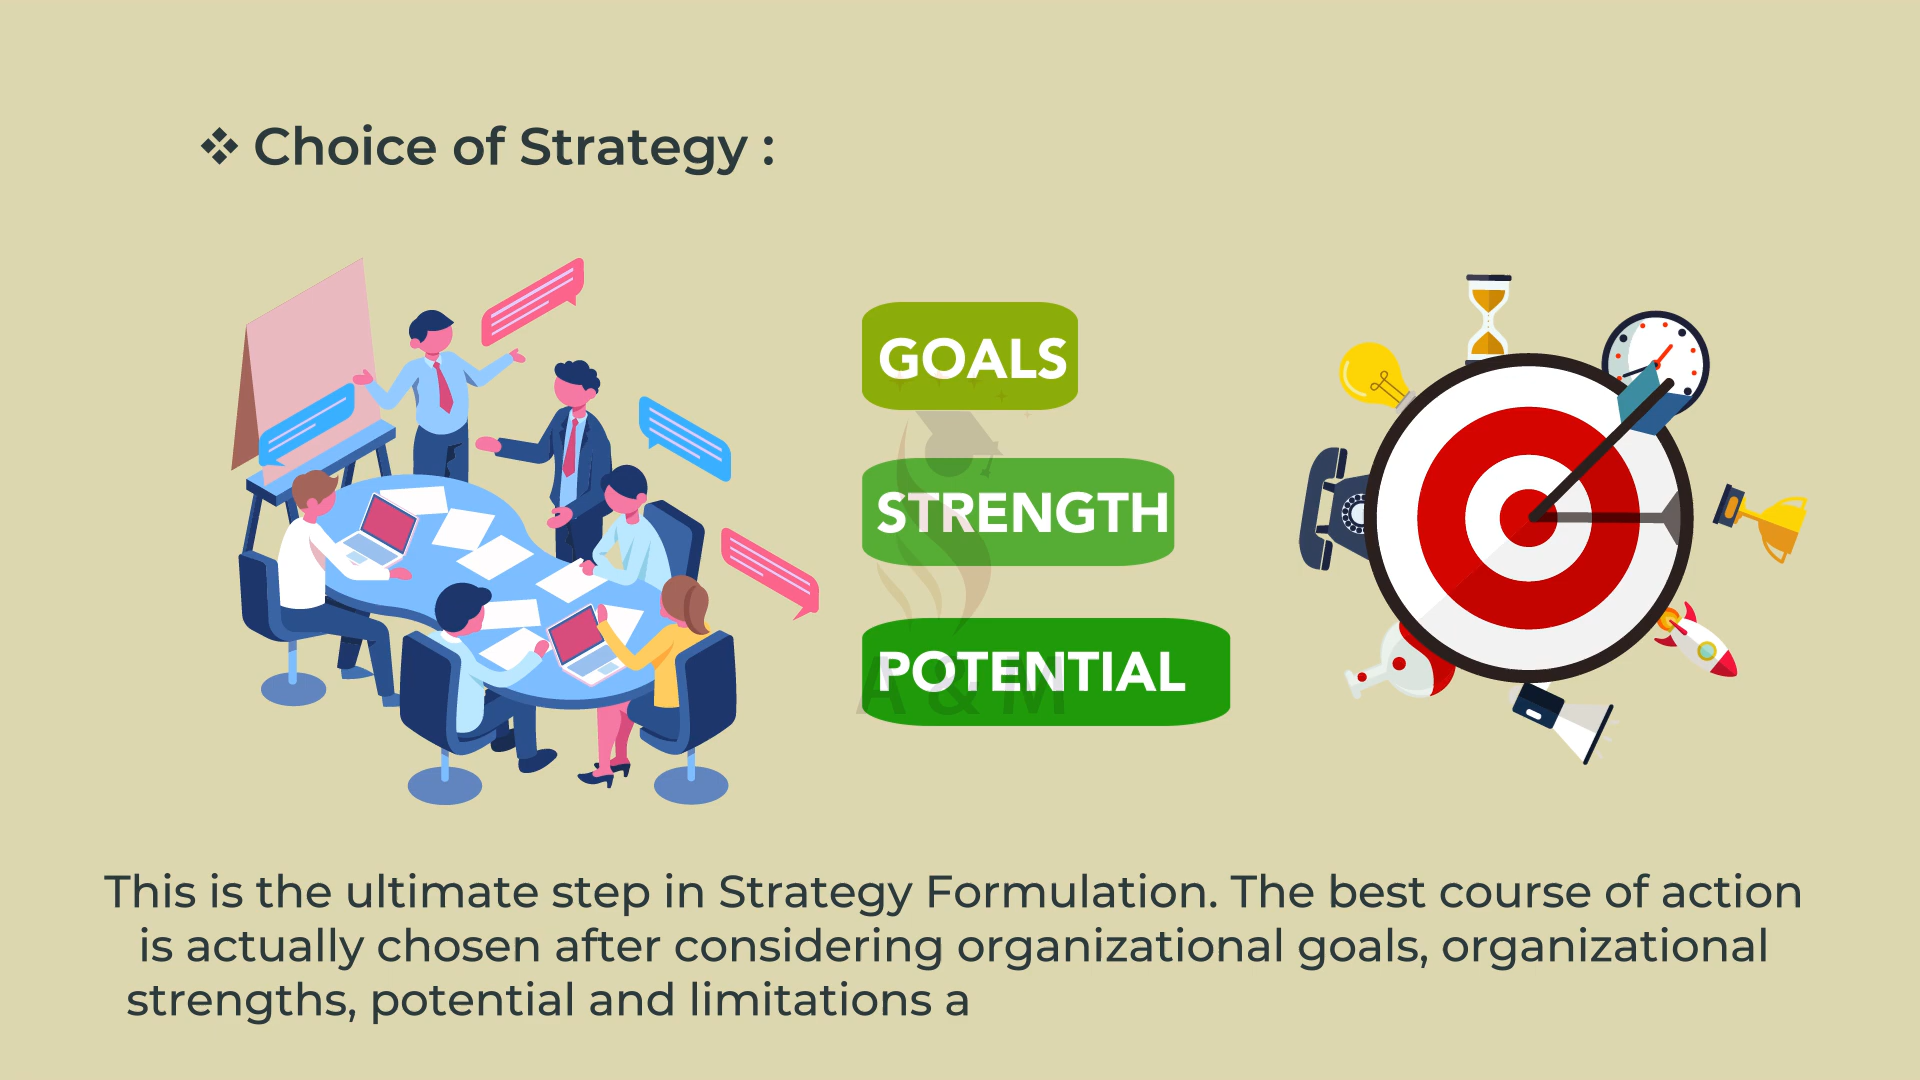 ❖ Choice of Strategy :
GOALS
STRENGTH
POTENTIAL
A & M
This is the ultimate step in Strategy Formulation. The best course of action
is actually chosen after considering organizational goals, organizational
strengths, potential and limitations a